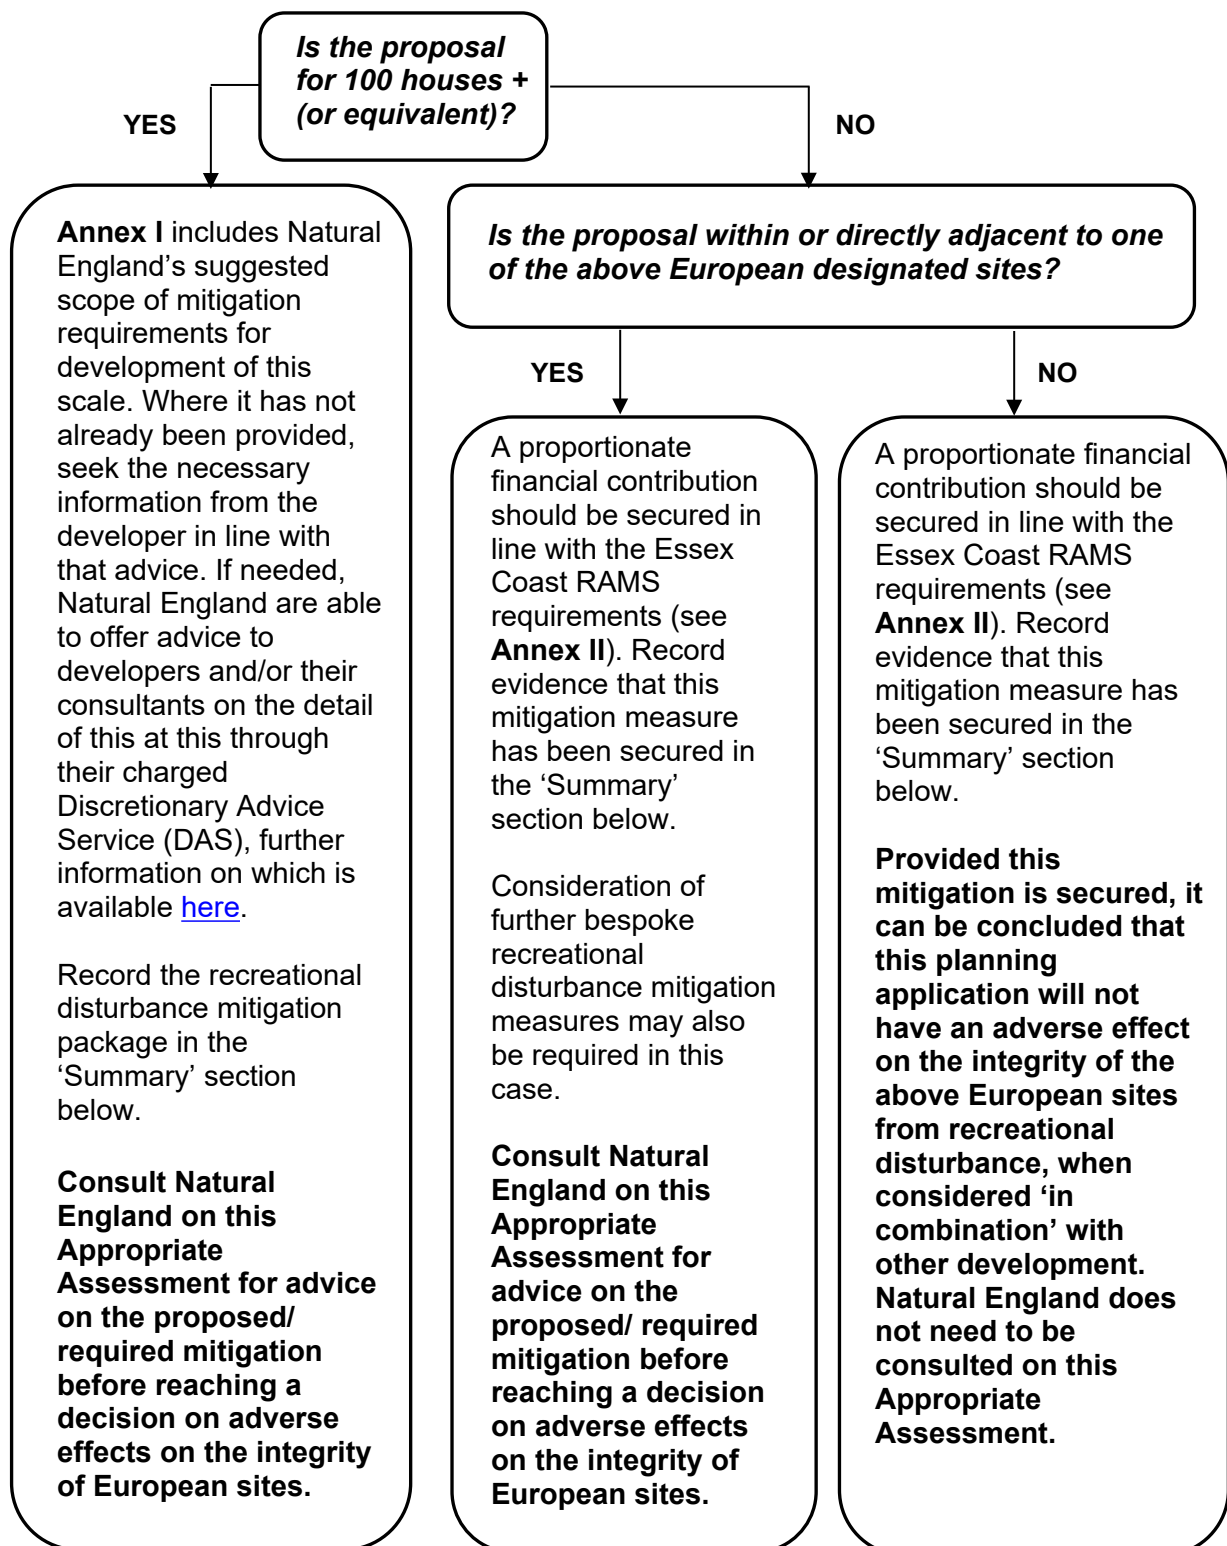 Is the proposal
for 100 houses +
(or equivalent)?
YES
NO
Annex I includes Natural
England’s suggested
scope of mitigation
requirements for
development of this
scale. Where it has not
already been provided,
seek the necessary
information from the
developer in line with
that advice. If needed,
Natural England are able
to offer advice to
developers and/or their
consultants on the detail
of this at this through
their charged
Discretionary Advice
Service (DAS), further
information on which is
available here.
Record the recreational
disturbance mitigation
package in the
‘Summary’ section
below.
Consult Natural
England on this
Appropriate
Assessment for advice
on the proposed/
required mitigation
before reaching a
decision on adverse
effects on the integrity
of European sites.
Is the proposal within or directly adjacent to one
of the above European designated sites?
YES
NO
A proportionate
financial contribution
should be secured in
line with the Essex
Coast RAMS
requirements (see
Annex II). Record
evidence that this
mitigation measure
has been secured in
the ‘Summary’
section below.
Consideration of
further bespoke
recreational
disturbance mitigation
measures may also
be required in this
case.
Consult Natural
England on this
Appropriate
Assessment for
advice on the
proposed/ required
mitigation before
reaching a decision
on adverse effects
on the integrity of
European sites.
A proportionate financial
contribution should be
secured in line with the
Essex Coast RAMS
requirements (see
Annex II). Record
evidence that this
mitigation measure has
been secured in the
‘Summary’ section
below.
Provided this
mitigation is secured, it
can be concluded that
this planning
application will not
have an adverse effect
on the integrity of the
above European sites
from recreational
disturbance, when
considered ‘in
combination’ with
other development.
Natural England does
not need to be
consulted on this
Appropriate
Assessment.